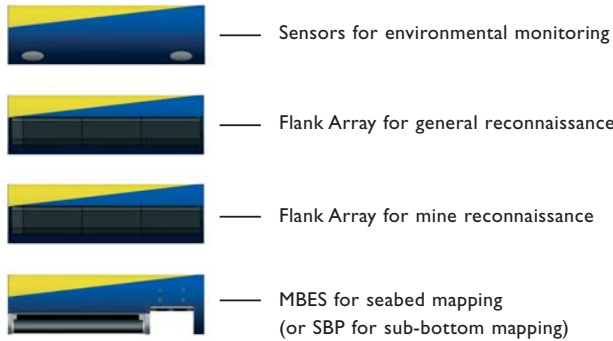 Sensors for environmental monitoring
Flank Array for general reconnaissance
Flank Array for mine reconnaissance
MBES for seabed mapping
(or SBP for sub-bottom mapping)